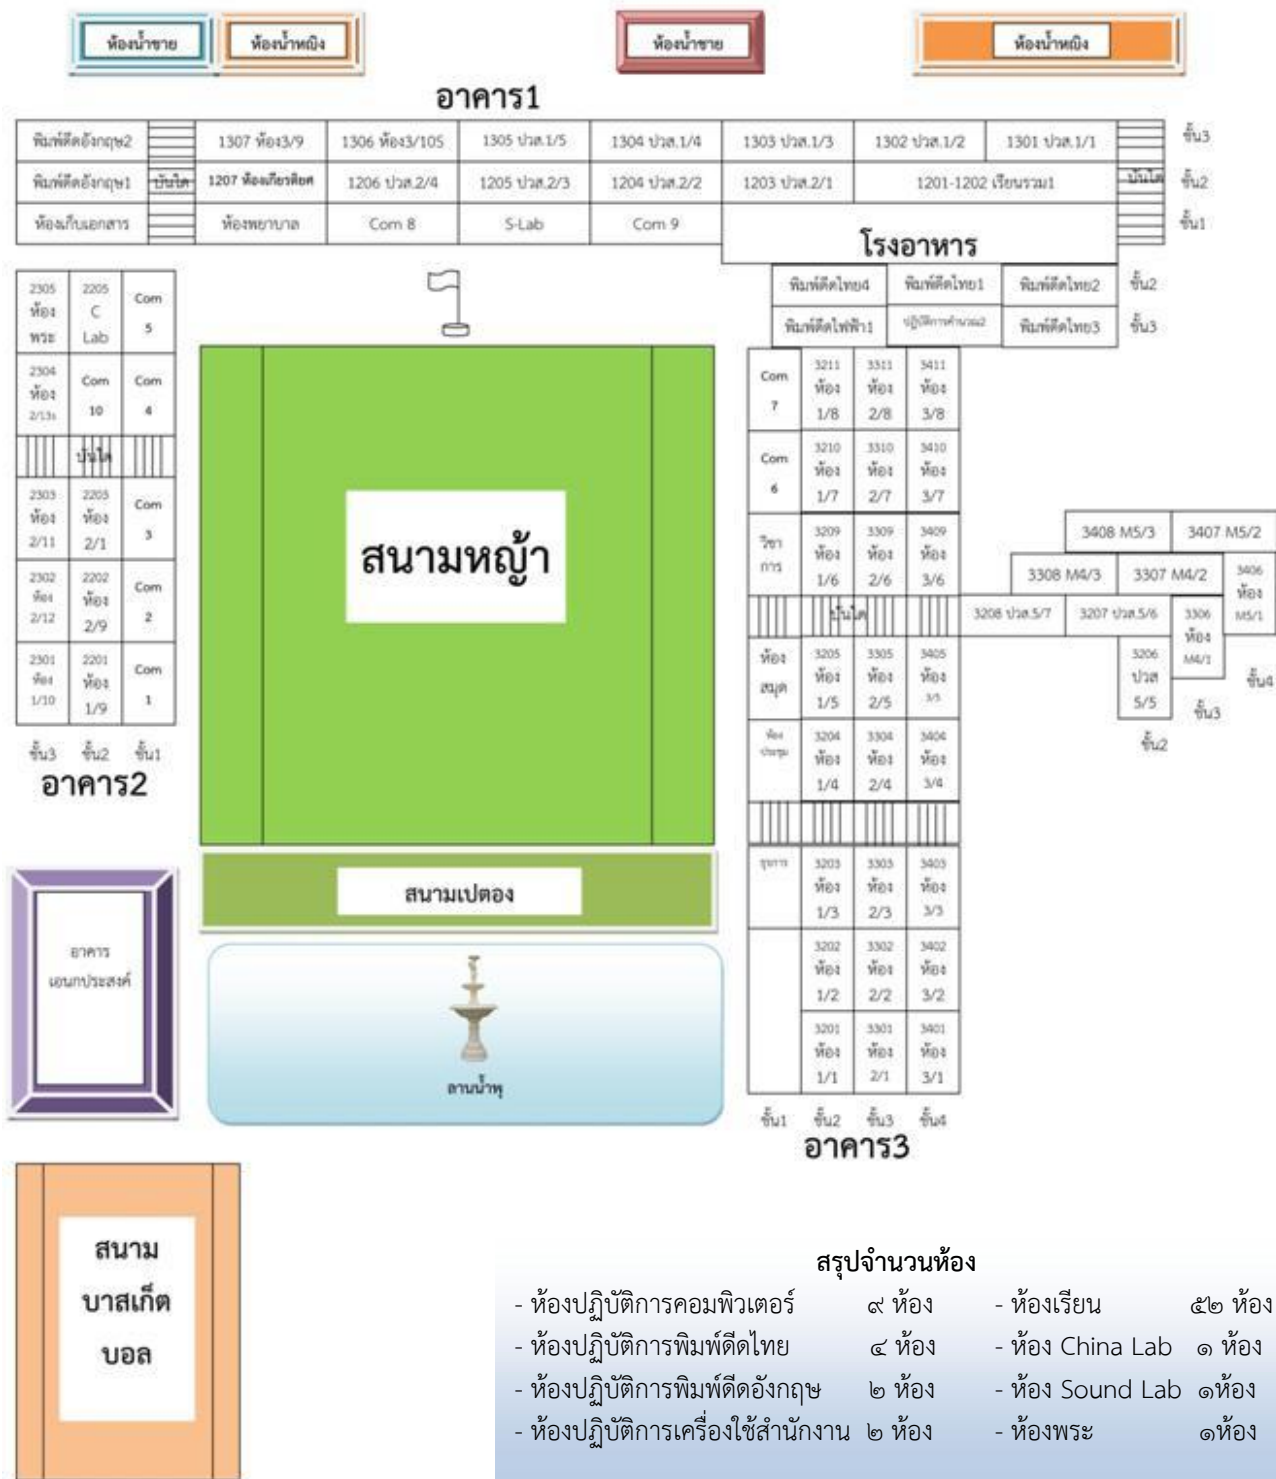 ห้องน้ำชาย
ห้องน้ำหญิง
ห้องน้ำชาย
ห้องน้ำหญิง
อาคาร1
พิมพ์ดีดอังกฤษ2 1307 ห้อง3/9 1306 ห้อง3/10S 1305 ปวส.1/5 1304 ปวส.1/4 1303 ปวส.1/3 1302 ปวส.1/2 1301 ปวส.1/1 ชั้น3
พิมพ์ดีดอังกฤษ1 บันได 1207 ห้องเกียรติยศ 1206 ปวส.2/4 1205 ปวส.2/3 1204 ปวส.2/2 1203 ปวส.2/1 1201-1202 เรียนรวม1 บันได ชั้น2
ห้องเก็บเอกสาร ห้องพยาบาล Com 8 S-Lab Com 9 ชั้น1
โรงอาหาร
พิมพ์ดีดไทย4 พิมพ์ดีดไทย1 พิมพ์ดีดไทย2 ชั้น2
พิมพ์ดีดไฟฟ้า1 ปฏิบัติการคำนวณ2 พิมพ์ดีดไทย3 ชั้น3
2305 2205 Com
ห้อง C 5
พระ Lab
2304 Com Com
ห้อง 10 4
2/13s
บันได
2303 2203 Com
ห้อง ห้อง 3
2/11 2/1
2302 2202 Com
ห้อง ห้อง 2
2/12 2/9
2301 2201 Com
ห้อง ห้อง 1
1/10 1/9
ชั้น3 ชั้น2 ชั้น1
อาคาร2
สนามหญ้า
สนามเปตอง
ลานน้ำพุ
อาคาร
เอนกประสงค์
Com 3211 3311 3411
7 ห้อง ห้อง ห้อง
1/8 2/8 3/8
Com 3210 3310 3410
6 ห้อง ห้อง ห้อง
1/7 2/7 3/7
วิชา 3209 3309 3409
การ ห้อง ห้อง ห้อง
1/6 2/6 3/6
บันได
ห้อง 3205 3305 3405
สมุด ห้อง ห้อง ห้อง
1/5 2/5 3/5
ห้อง 3204 3304 3404
ประชุม ห้อง ห้อง ห้อง
1/4 2/4 3/4
ธุรการ 3203 3303 3403
ห้อง ห้อง ห้อง
1/3 2/3 3/3
3202 3302 3402
ห้อง ห้อง ห้อง
1/2 2/2 3/2
3201 3301 3401
ห้อง ห้อง ห้อง
1/1 2/1 3/1
ชั้น1 ชั้น2 ชั้น3 ชั้น4
อาคาร3
3408 M5/3 3407 M5/2
3308 M4/3 3307 M4/2 3406
ห้อง
M5/1
3208 ปวส.5/7 3207 ปวส.5/6 3306
ห้อง
M4/1
3206
ปวส
5/5
ชั้น4
ชั้น3
ชั้น2
สนาม
บาสเก็ต
บอล
สรุปจำนวนห้อง
- ห้องปฏิบัติการคอมพิวเตอร์ ๙ ห้อง - ห้องเรียน ๕๒ ห้อง
- ห้องปฏิบัติการพิมพ์ดีดไทย ๔ ห้อง - ห้อง China Lab ๑ ห้อง
- ห้องปฏิบัติการพิมพ์ดีดอังกฤษ ๒ ห้อง - ห้อง Sound Lab ๑ห้อง
- ห้องปฏิบัติการเครื่องใช้สำนักงาน ๒ ห้อง - ห้องพระ ๑ห้อง